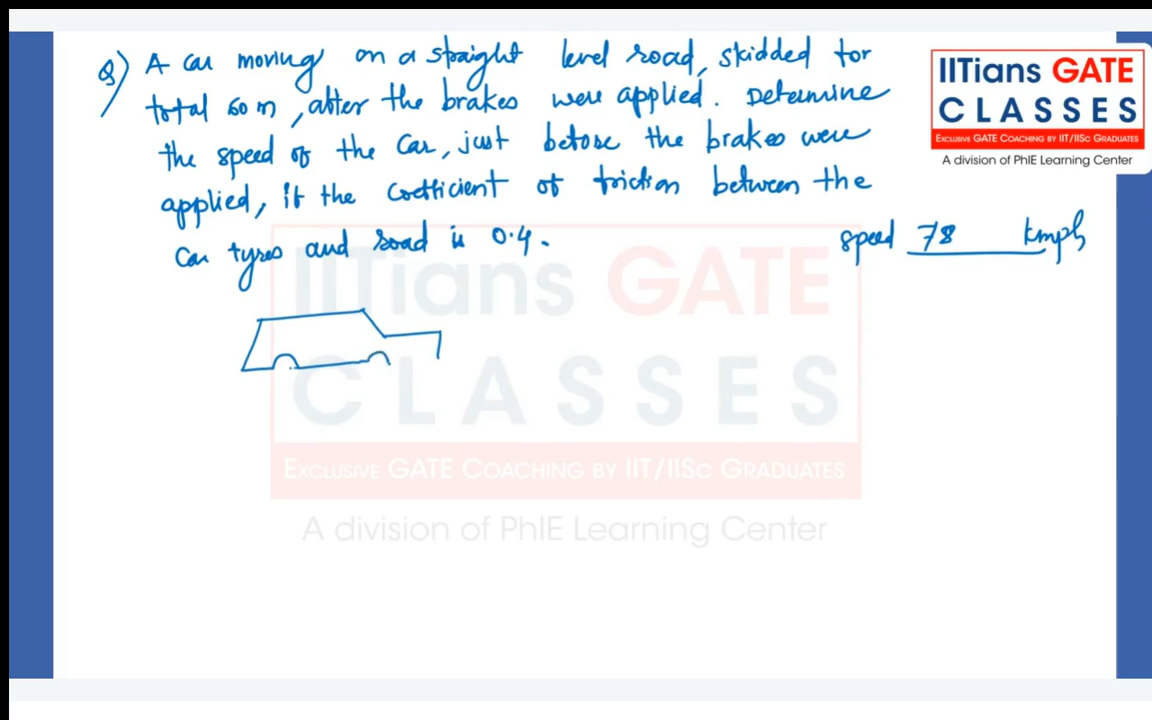 Q) A car moving on a straight level road, skidded for
total 60 m, after the brakes were applied. Determine
the speed of the car, just before the brakes were
applied, if the coefficient of friction between the
car tyres and road is 0.4.
speed 78 kmph
IITians GATE
CLASSES
EXCLUSIVE GATE COACHING BY IIT/IISc GRADUATES
A division of PhIE Learning Center
IITians GATE
CLASSES
EXCLUSIVE GATE COACHING BY IIT/IISc GRADUATES
A division of PhIE Learning Center